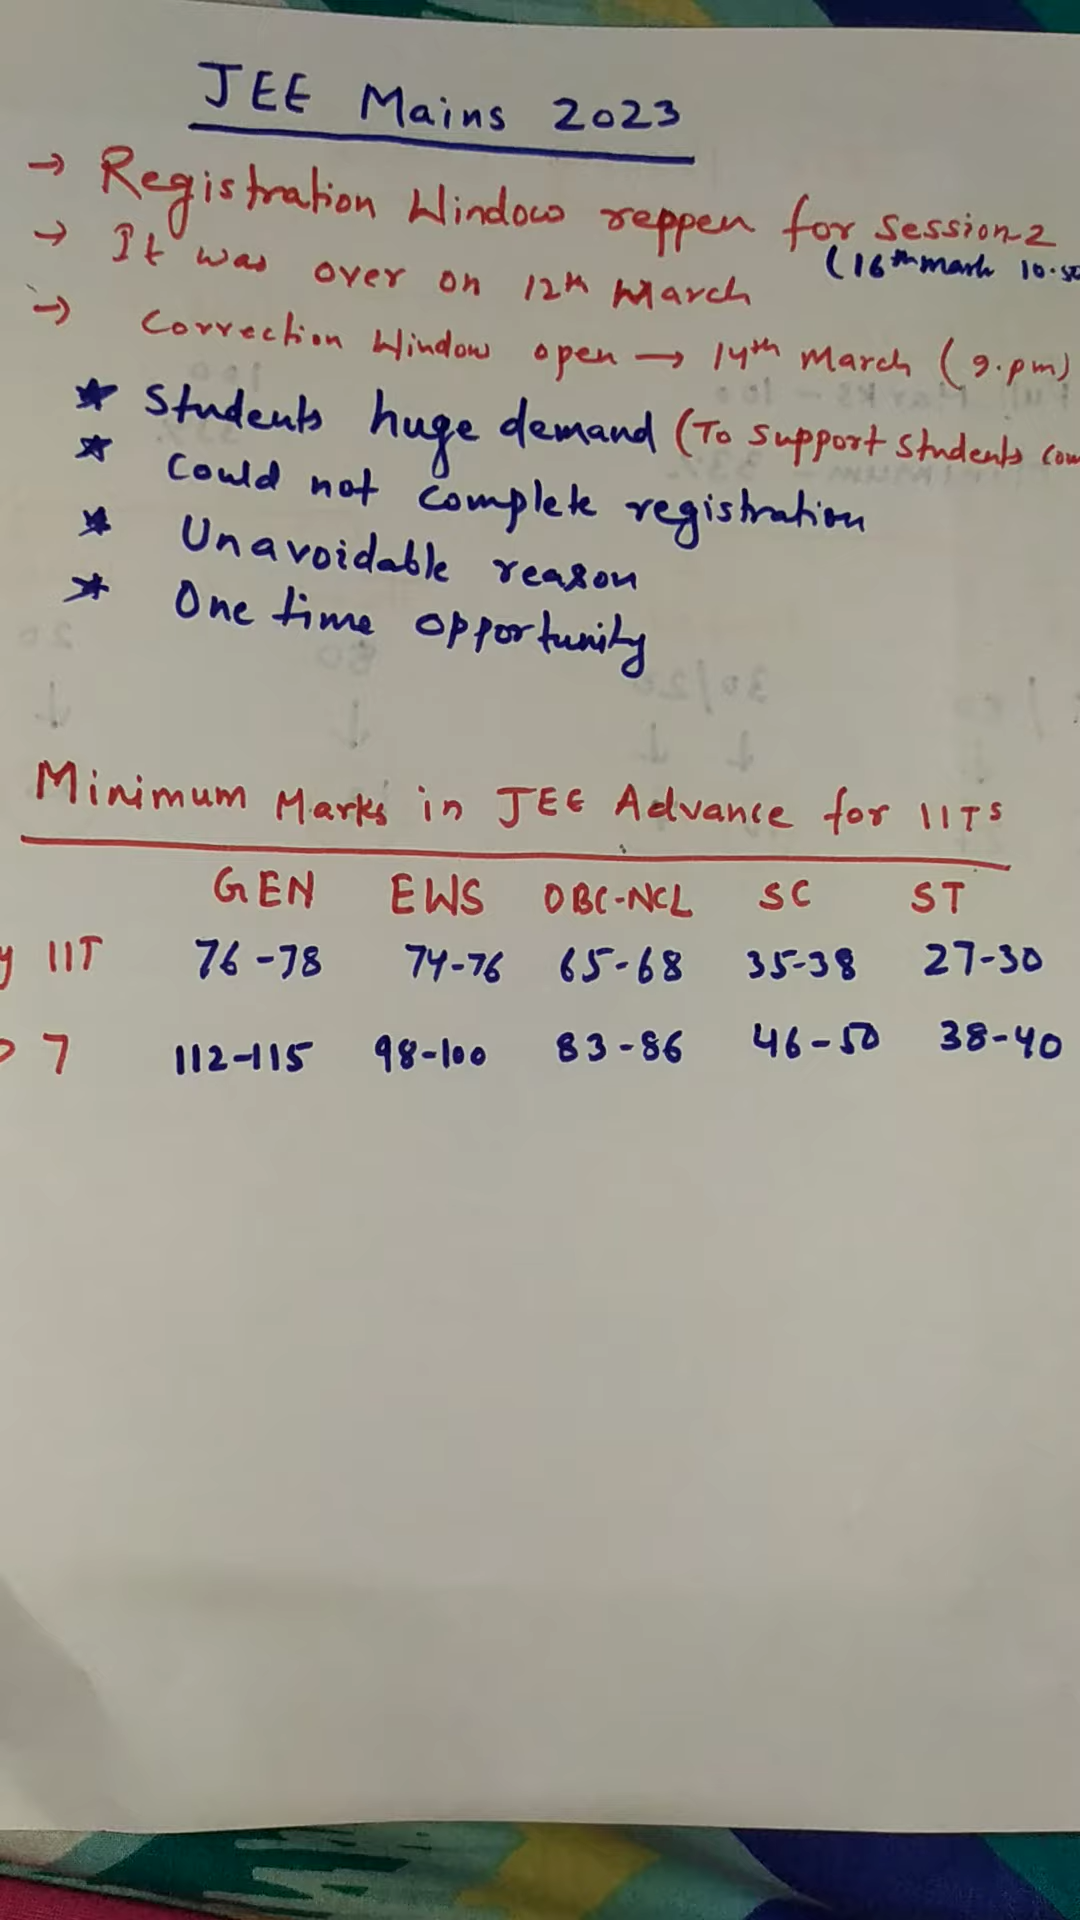 JEE Mains 2023
→ Registration Window reppen for Session-2
(16th march 10.50
→ It was over on 12th March
→ Correction Window open → 14th March (9.pm)
★ Students huge demand (To support students com
★ Could not complete registration
★ Unavoidable reason
★ One time opportunity
Minimum Marks in JEE Advance for IITs
GEN EWS OBC-NCL SC ST
y IIT 76-78 74-76 65-68 35-38 27-30
7 112-115 98-100 83-86 46-50 38-40